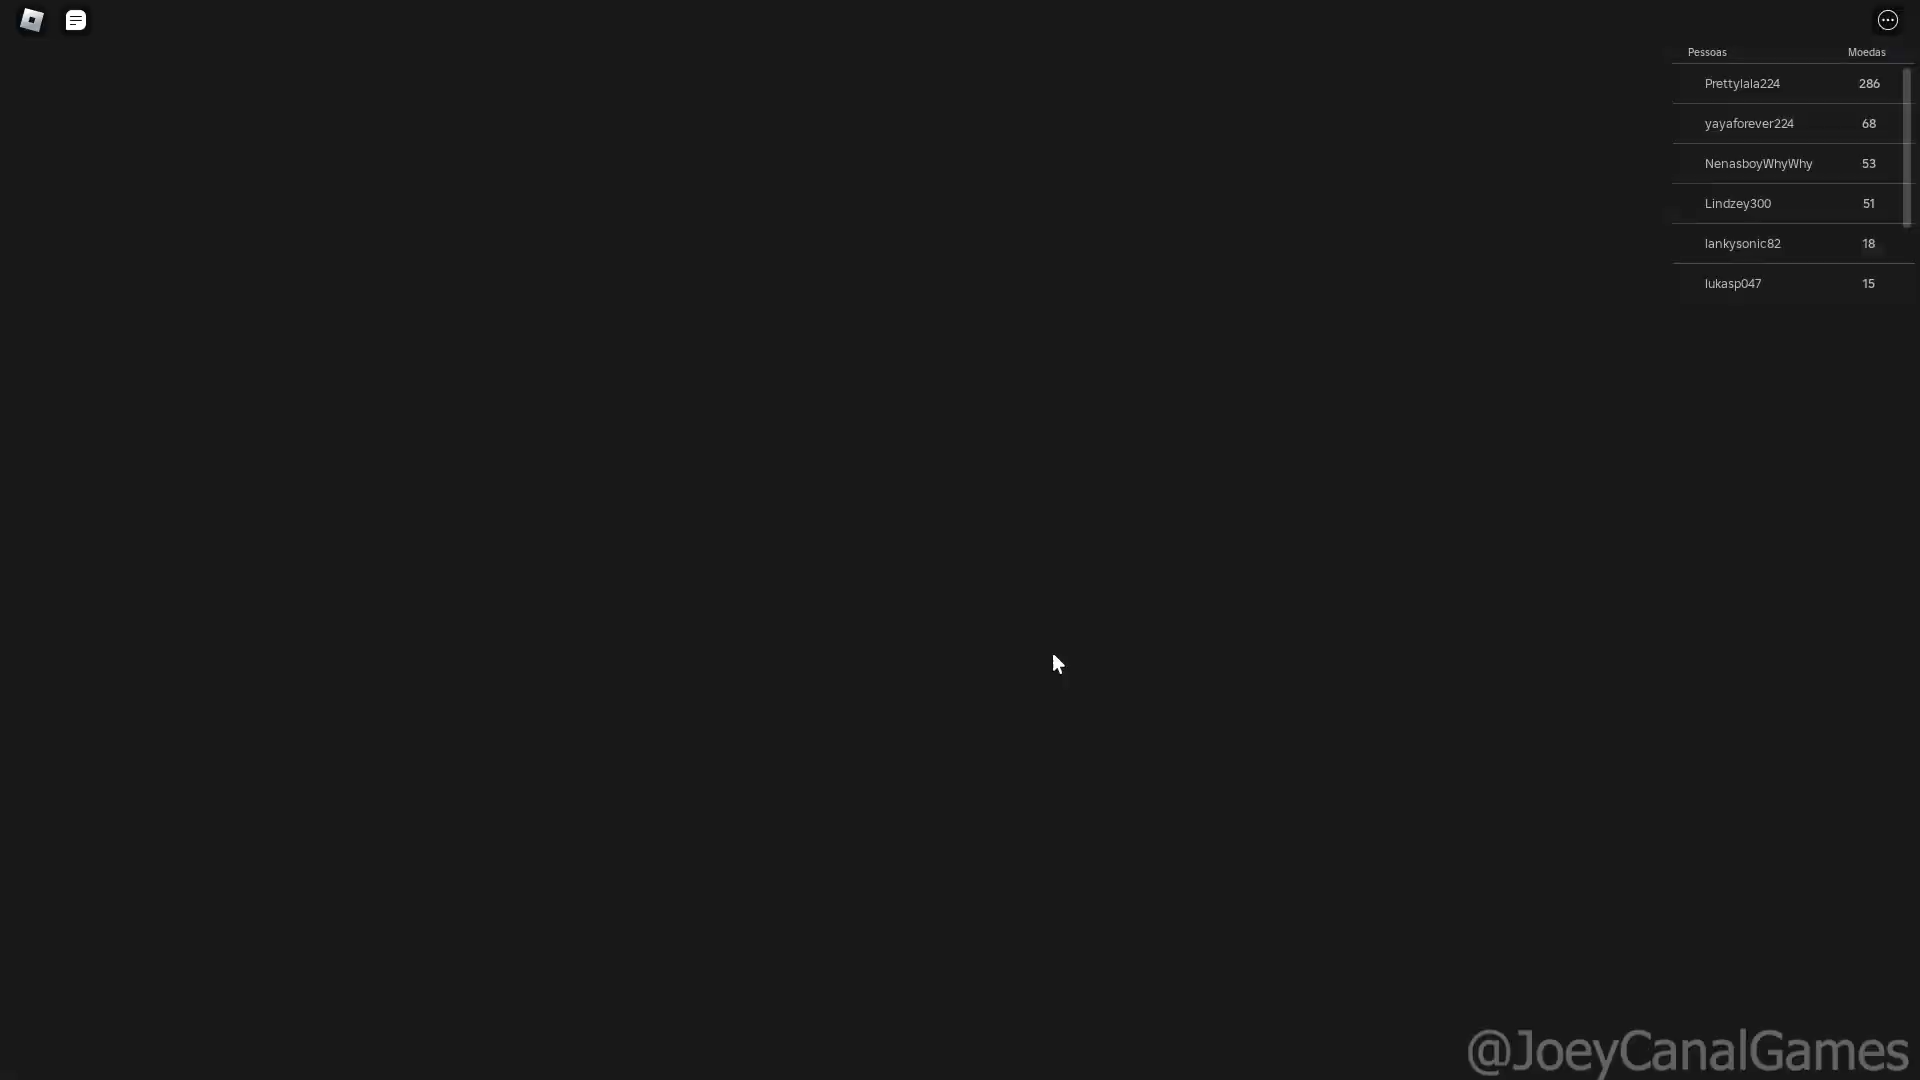 Pessoas Moedas
Prettylala224 286
yayaforever224 68
NenasboyWhyWhy 53
Lindzey300 51
lankysonic82 18
lukasp047 15
@JoeyCanalGames